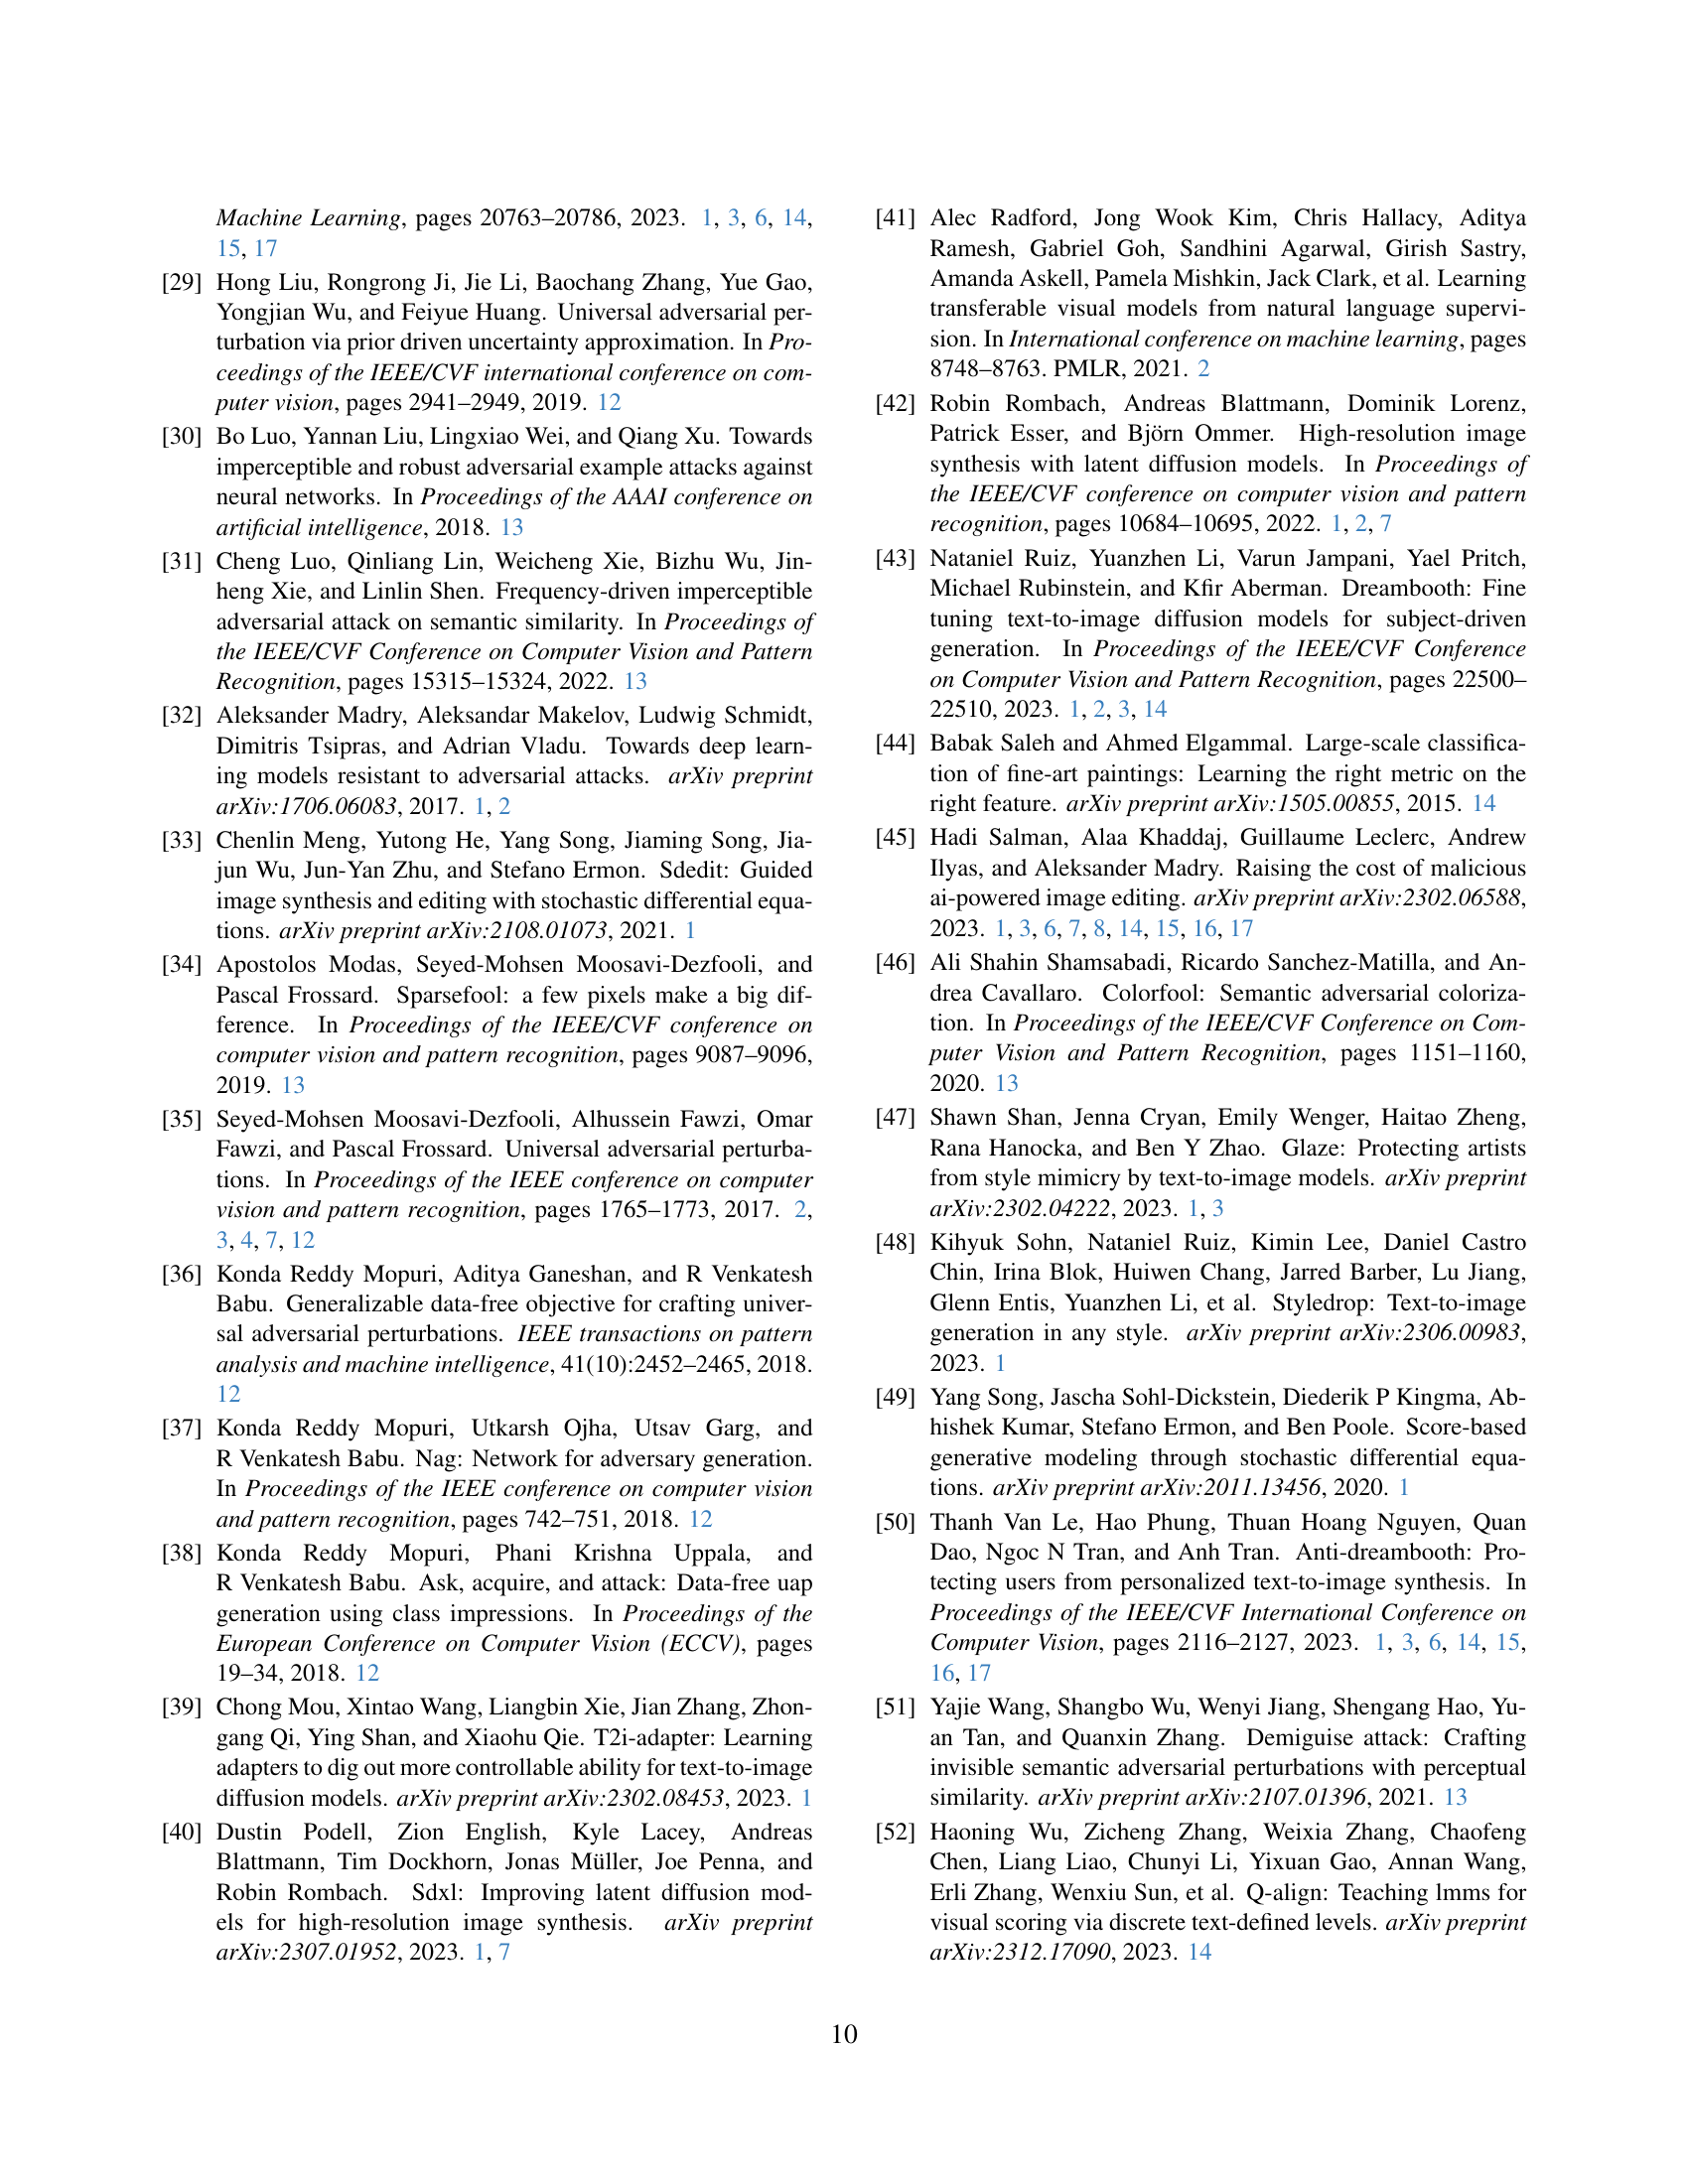 Machine Learning, pages 20763–20786, 2023. 1, 3, 6, 14,
15, 17
[29] Hong Liu, Rongrong Ji, Jie Li, Baochang Zhang, Yue Gao,
Yongjian Wu, and Feiyue Huang. Universal adversarial per-
turbation via prior driven uncertainty approximation. In Pro-
ceedings of the IEEE/CVF international conference on com-
puter vision, pages 2941–2949, 2019. 12
[30] Bo Luo, Yannan Liu, Lingxiao Wei, and Qiang Xu. Towards
imperceptible and robust adversarial example attacks against
neural networks. In Proceedings of the AAAI conference on
artificial intelligence, 2018. 13
[31] Cheng Luo, Qinliang Lin, Weicheng Xie, Bizhu Wu, Jin-
heng Xie, and Linlin Shen. Frequency-driven imperceptible
adversarial attack on semantic similarity. In Proceedings of
the IEEE/CVF Conference on Computer Vision and Pattern
Recognition, pages 15315–15324, 2022. 13
[32] Aleksander Madry, Aleksandar Makelov, Ludwig Schmidt,
Dimitris Tsipras, and Adrian Vladu. Towards deep learn-
ing models resistant to adversarial attacks. arXiv preprint
arXiv:1706.06083, 2017. 1, 2
[33] Chenlin Meng, Yutong He, Yang Song, Jiaming Song, Jia-
jun Wu, Jun-Yan Zhu, and Stefano Ermon. Sdedit: Guided
image synthesis and editing with stochastic differential equa-
tions. arXiv preprint arXiv:2108.01073, 2021. 1
[34] Apostolos Modas, Seyed-Mohsen Moosavi-Dezfooli, and
Pascal Frossard. Sparsefool: a few pixels make a big dif-
ference. In Proceedings of the IEEE/CVF conference on
computer vision and pattern recognition, pages 9087–9096,
2019. 13
[35] Seyed-Mohsen Moosavi-Dezfooli, Alhussein Fawzi, Omar
Fawzi, and Pascal Frossard. Universal adversarial perturba-
tions. In Proceedings of the IEEE conference on computer
vision and pattern recognition, pages 1765–1773, 2017. 2,
3, 4, 7, 12
[36] Konda Reddy Mopuri, Aditya Ganeshan, and R Venkatesh
Babu. Generalizable data-free objective for crafting univer-
sal adversarial perturbations. IEEE transactions on pattern
analysis and machine intelligence, 41(10):2452–2465, 2018.
12
[37] Konda Reddy Mopuri, Utkarsh Ojha, Utsav Garg, and
R Venkatesh Babu. Nag: Network for adversary generation.
In Proceedings of the IEEE conference on computer vision
and pattern recognition, pages 742–751, 2018. 12
[38] Konda Reddy Mopuri, Phani Krishna Uppala, and
R Venkatesh Babu. Ask, acquire, and attack: Data-free uap
generation using class impressions. In Proceedings of the
European Conference on Computer Vision (ECCV), pages
19–34, 2018. 12
[39] Chong Mou, Xintao Wang, Liangbin Xie, Jian Zhang, Zhon-
gang Qi, Ying Shan, and Xiaohu Qie. T2i-adapter: Learning
adapters to dig out more controllable ability for text-to-image
diffusion models. arXiv preprint arXiv:2302.08453, 2023. 1
[40] Dustin Podell, Zion English, Kyle Lacey, Andreas
Blattmann, Tim Dockhorn, Jonas Müller, Joe Penna, and
Robin Rombach. Sdxl: Improving latent diffusion mod-
els for high-resolution image synthesis. arXiv preprint
arXiv:2307.01952, 2023. 1, 7
[41] Alec Radford, Jong Wook Kim, Chris Hallacy, Aditya
Ramesh, Gabriel Goh, Sandhini Agarwal, Girish Sastry,
Amanda Askell, Pamela Mishkin, Jack Clark, et al. Learning
transferable visual models from natural language supervi-
sion. In International conference on machine learning, pages
8748–8763. PMLR, 2021. 2
[42] Robin Rombach, Andreas Blattmann, Dominik Lorenz,
Patrick Esser, and Björn Ommer. High-resolution image
synthesis with latent diffusion models. In Proceedings of
the IEEE/CVF conference on computer vision and pattern
recognition, pages 10684–10695, 2022. 1, 2, 7
[43] Nataniel Ruiz, Yuanzhen Li, Varun Jampani, Yael Pritch,
Michael Rubinstein, and Kfir Aberman. Dreambooth: Fine
tuning text-to-image diffusion models for subject-driven
generation. In Proceedings of the IEEE/CVF Conference
on Computer Vision and Pattern Recognition, pages 22500–
22510, 2023. 1, 2, 3, 14
[44] Babak Saleh and Ahmed Elgammal. Large-scale classifica-
tion of fine-art paintings: Learning the right metric on the
right feature. arXiv preprint arXiv:1505.00855, 2015. 14
[45] Hadi Salman, Alaa Khaddaj, Guillaume Leclerc, Andrew
Ilyas, and Aleksander Madry. Raising the cost of malicious
ai-powered image editing. arXiv preprint arXiv:2302.06588,
2023. 1, 3, 6, 7, 8, 14, 15, 16, 17
[46] Ali Shahin Shamsabadi, Ricardo Sanchez-Matilla, and An-
drea Cavallaro. Colorfool: Semantic adversarial coloriza-
tion. In Proceedings of the IEEE/CVF Conference on Com-
puter Vision and Pattern Recognition, pages 1151–1160,
2020. 13
[47] Shawn Shan, Jenna Cryan, Emily Wenger, Haitao Zheng,
Rana Hanocka, and Ben Y Zhao. Glaze: Protecting artists
from style mimicry by text-to-image models. arXiv preprint
arXiv:2302.04222, 2023. 1, 3
[48] Kihyuk Sohn, Nataniel Ruiz, Kimin Lee, Daniel Castro
Chin, Irina Blok, Huiwen Chang, Jarred Barber, Lu Jiang,
Glenn Entis, Yuanzhen Li, et al. Styledrop: Text-to-image
generation in any style. arXiv preprint arXiv:2306.00983,
2023. 1
[49] Yang Song, Jascha Sohl-Dickstein, Diederik P Kingma, Ab-
hishek Kumar, Stefano Ermon, and Ben Poole. Score-based
generative modeling through stochastic differential equa-
tions. arXiv preprint arXiv:2011.13456, 2020. 1
[50] Thanh Van Le, Hao Phung, Thuan Hoang Nguyen, Quan
Dao, Ngoc N Tran, and Anh Tran. Anti-dreambooth: Pro-
tecting users from personalized text-to-image synthesis. In
Proceedings of the IEEE/CVF International Conference on
Computer Vision, pages 2116–2127, 2023. 1, 3, 6, 14, 15,
16, 17
[51] Yajie Wang, Shangbo Wu, Wenyi Jiang, Shengang Hao, Yu-
an Tan, and Quanxin Zhang. Demiguise attack: Crafting
invisible semantic adversarial perturbations with perceptual
similarity. arXiv preprint arXiv:2107.01396, 2021. 13
[52] Haoning Wu, Zicheng Zhang, Weixia Zhang, Chaofeng
Chen, Liang Liao, Chunyi Li, Yixuan Gao, Annan Wang,
Erli Zhang, Wenxiu Sun, et al. Q-align: Teaching lmms for
visual scoring via discrete text-defined levels. arXiv preprint
arXiv:2312.17090, 2023. 14
10